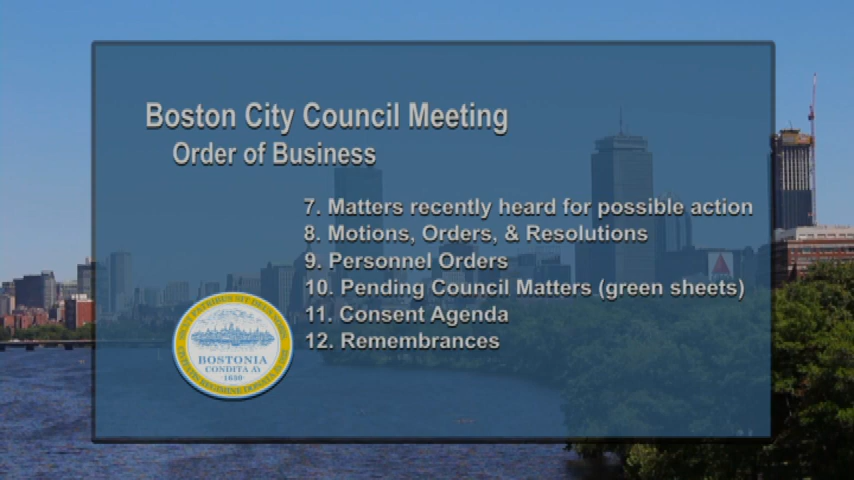 Boston City Council Meeting
Order of Business
7. Matters recently heard for possible action
8. Motions, Orders, & Resolutions
9. Personnel Orders
10. Pending Council Matters (green sheets)
11. Consent Agenda
12. Remembrances
BOSTONIA
CONDITA A.D.
1630